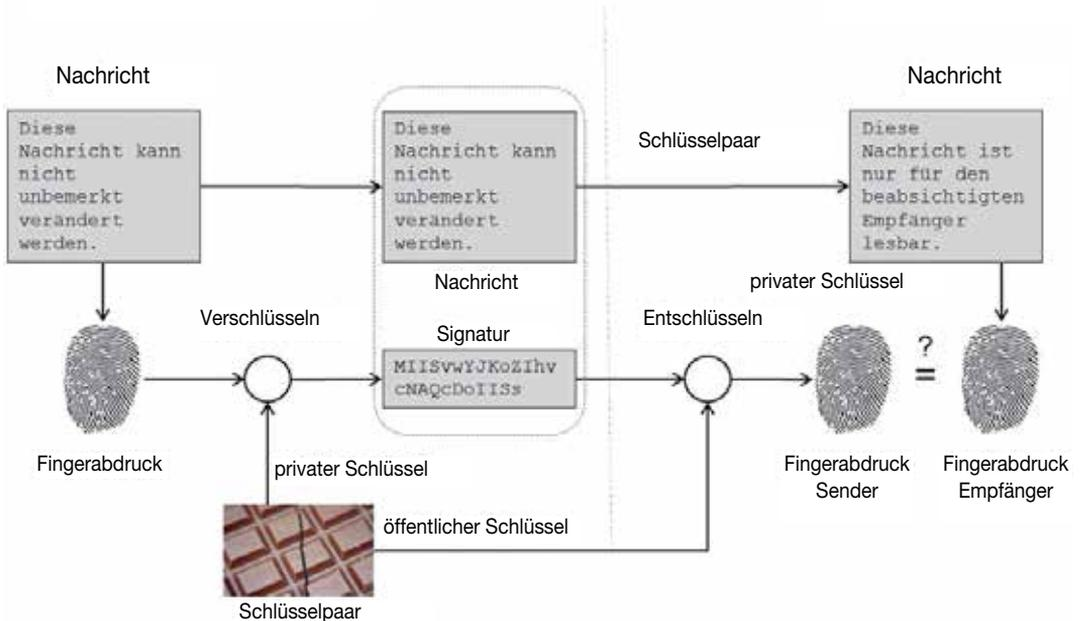 Nachricht
Nachricht
Diese
Nachricht kann
nicht
unbemerkt
verändert
werden.
Diese
Nachricht kann
nicht
unbemerkt
verändert
werden.
Schlüsselpaar
Diese
Nachricht ist
nur für den
beabsichtigten
Empfänger
lesbar.
Nachricht
privater Schlüssel
Verschlüsseln
Signatur
Entschlüsseln
MIISvwYJKoZIhv
cNAQcDoIISs
?
=
Fingerabdruck
privater Schlüssel
Fingerabdruck
Sender
Fingerabdruck
Empfänger
öffentlicher Schlüssel
Schlüsselpaar